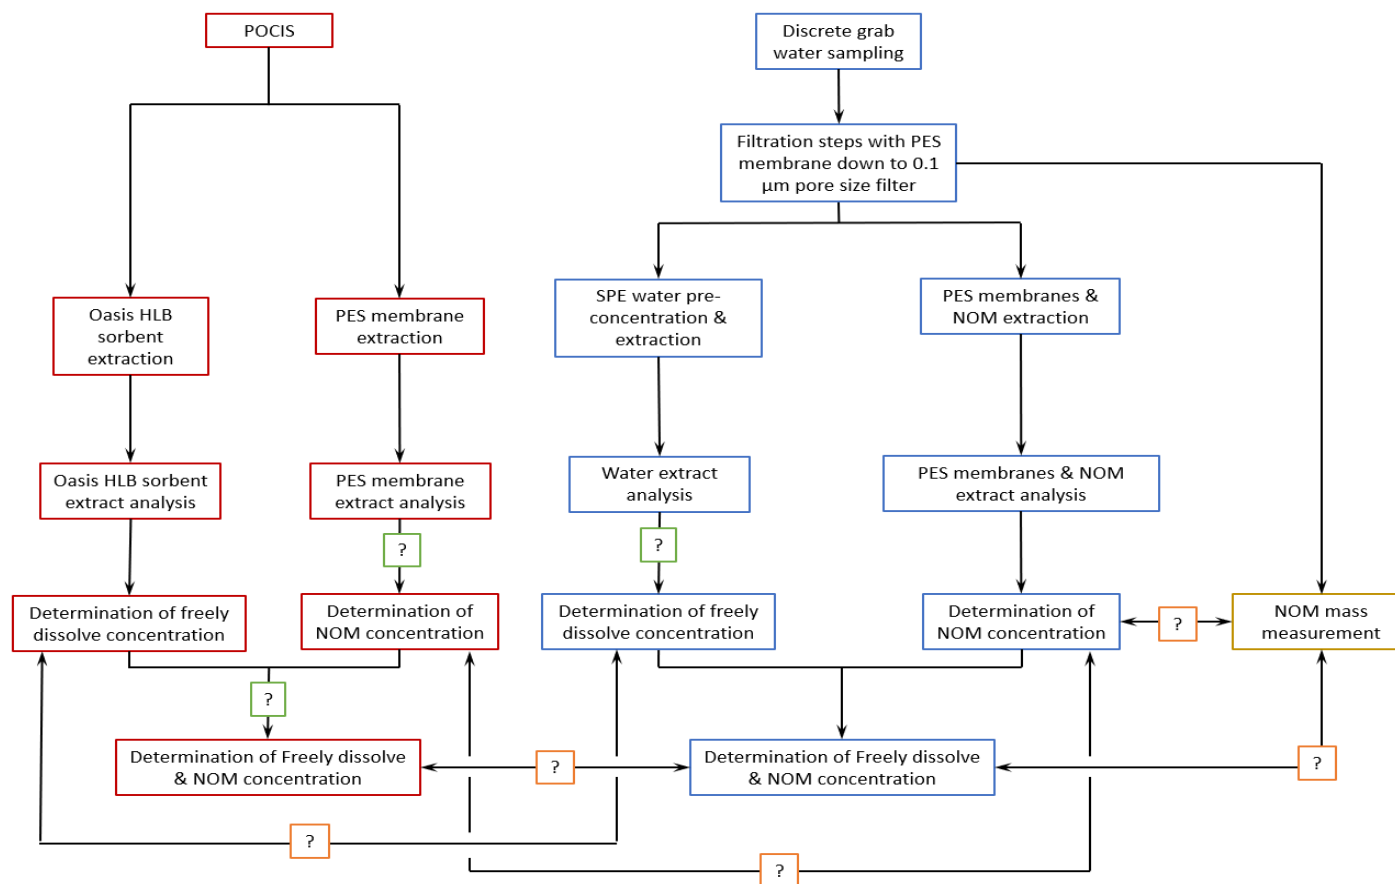 POCIS
Discrete grab
water sampling
Filtration steps with PES
membrane down to 0.1
µm pore size filter
Oasis HLB
sorbent
extraction
PES membrane
extraction
SPE water pre-
concentration &
extraction
PES membranes &
NOM extraction
Oasis HLB sorbent
extract analysis
PES membrane
extract analysis
Water extract
analysis
PES membranes & NOM
extract analysis
?
?
Determination of freely
dissolve concentration
Determination of
NOM concentration
Determination of freely
dissolve concentration
Determination of
NOM concentration
?
NOM mass
measurement
?
Determination of Freely dissolve
& NOM concentration
?
Determination of Freely dissolve
& NOM concentration
?
?
?